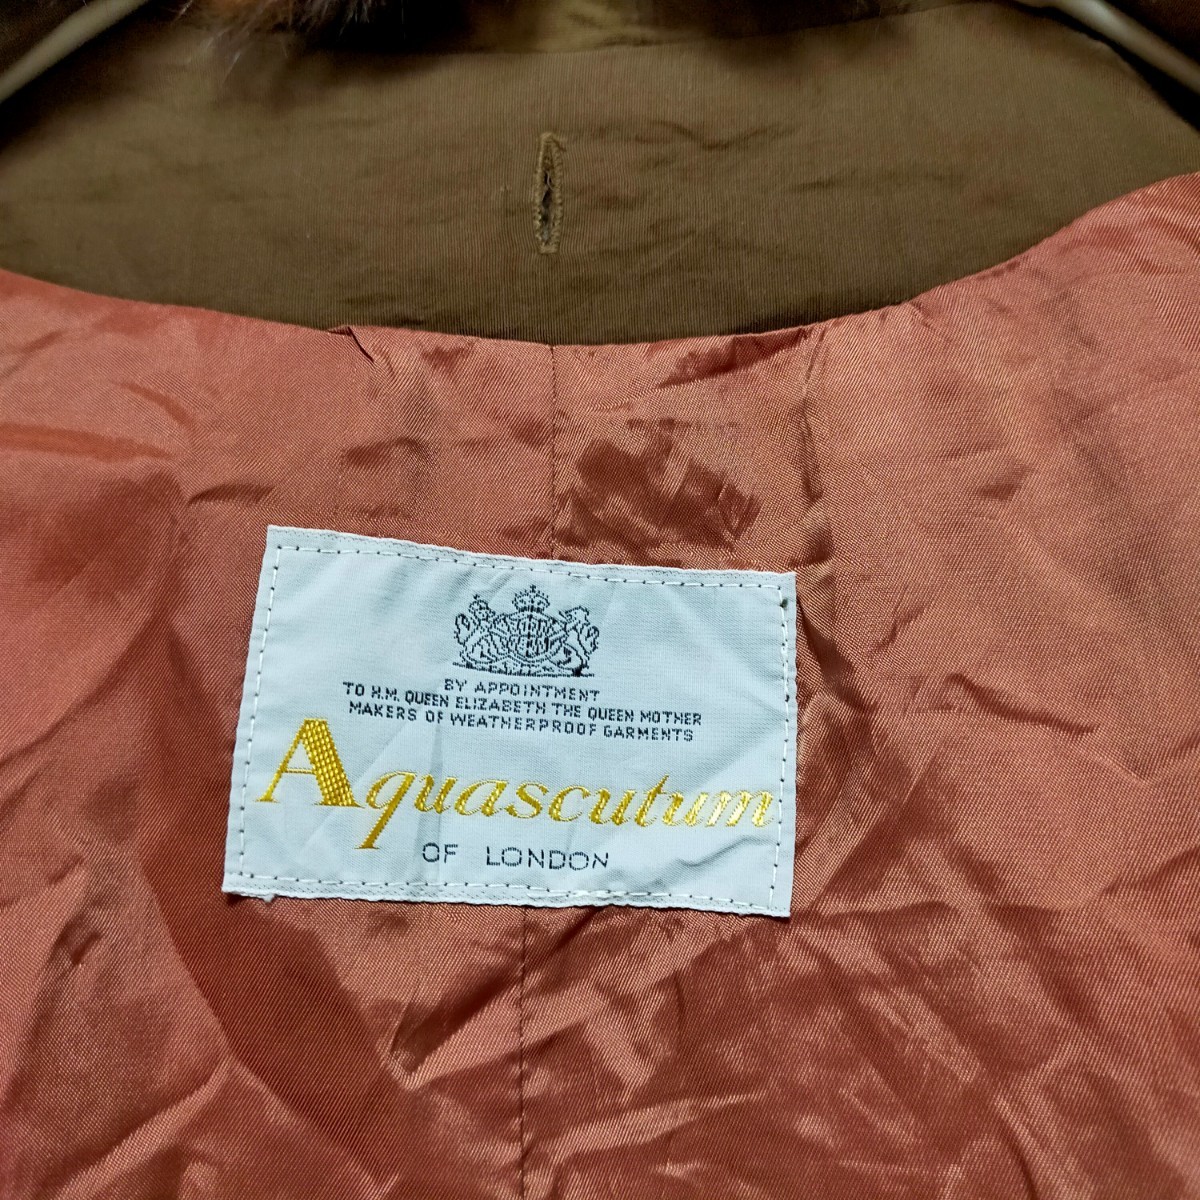 BY APPOINTMENT
TO H.M. QUEEN ELIZABETH THE QUEEN MOTHER
MAKERS OF WEATHERPROOF GARMENTS
Aquascutum
OF LONDON